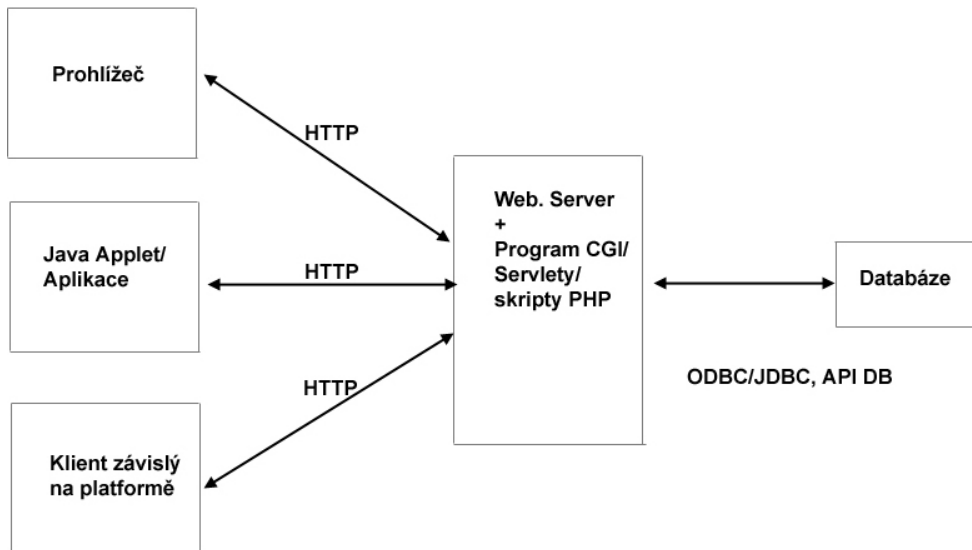 Prohlížeč
HTTP
Java Applet/
Aplikace
HTTP
HTTP
Klient závislý
na platformě
Web. Server
+
Program CGI/
Servlety/
skripty PHP
Databáze
ODBC/JDBC, API DB